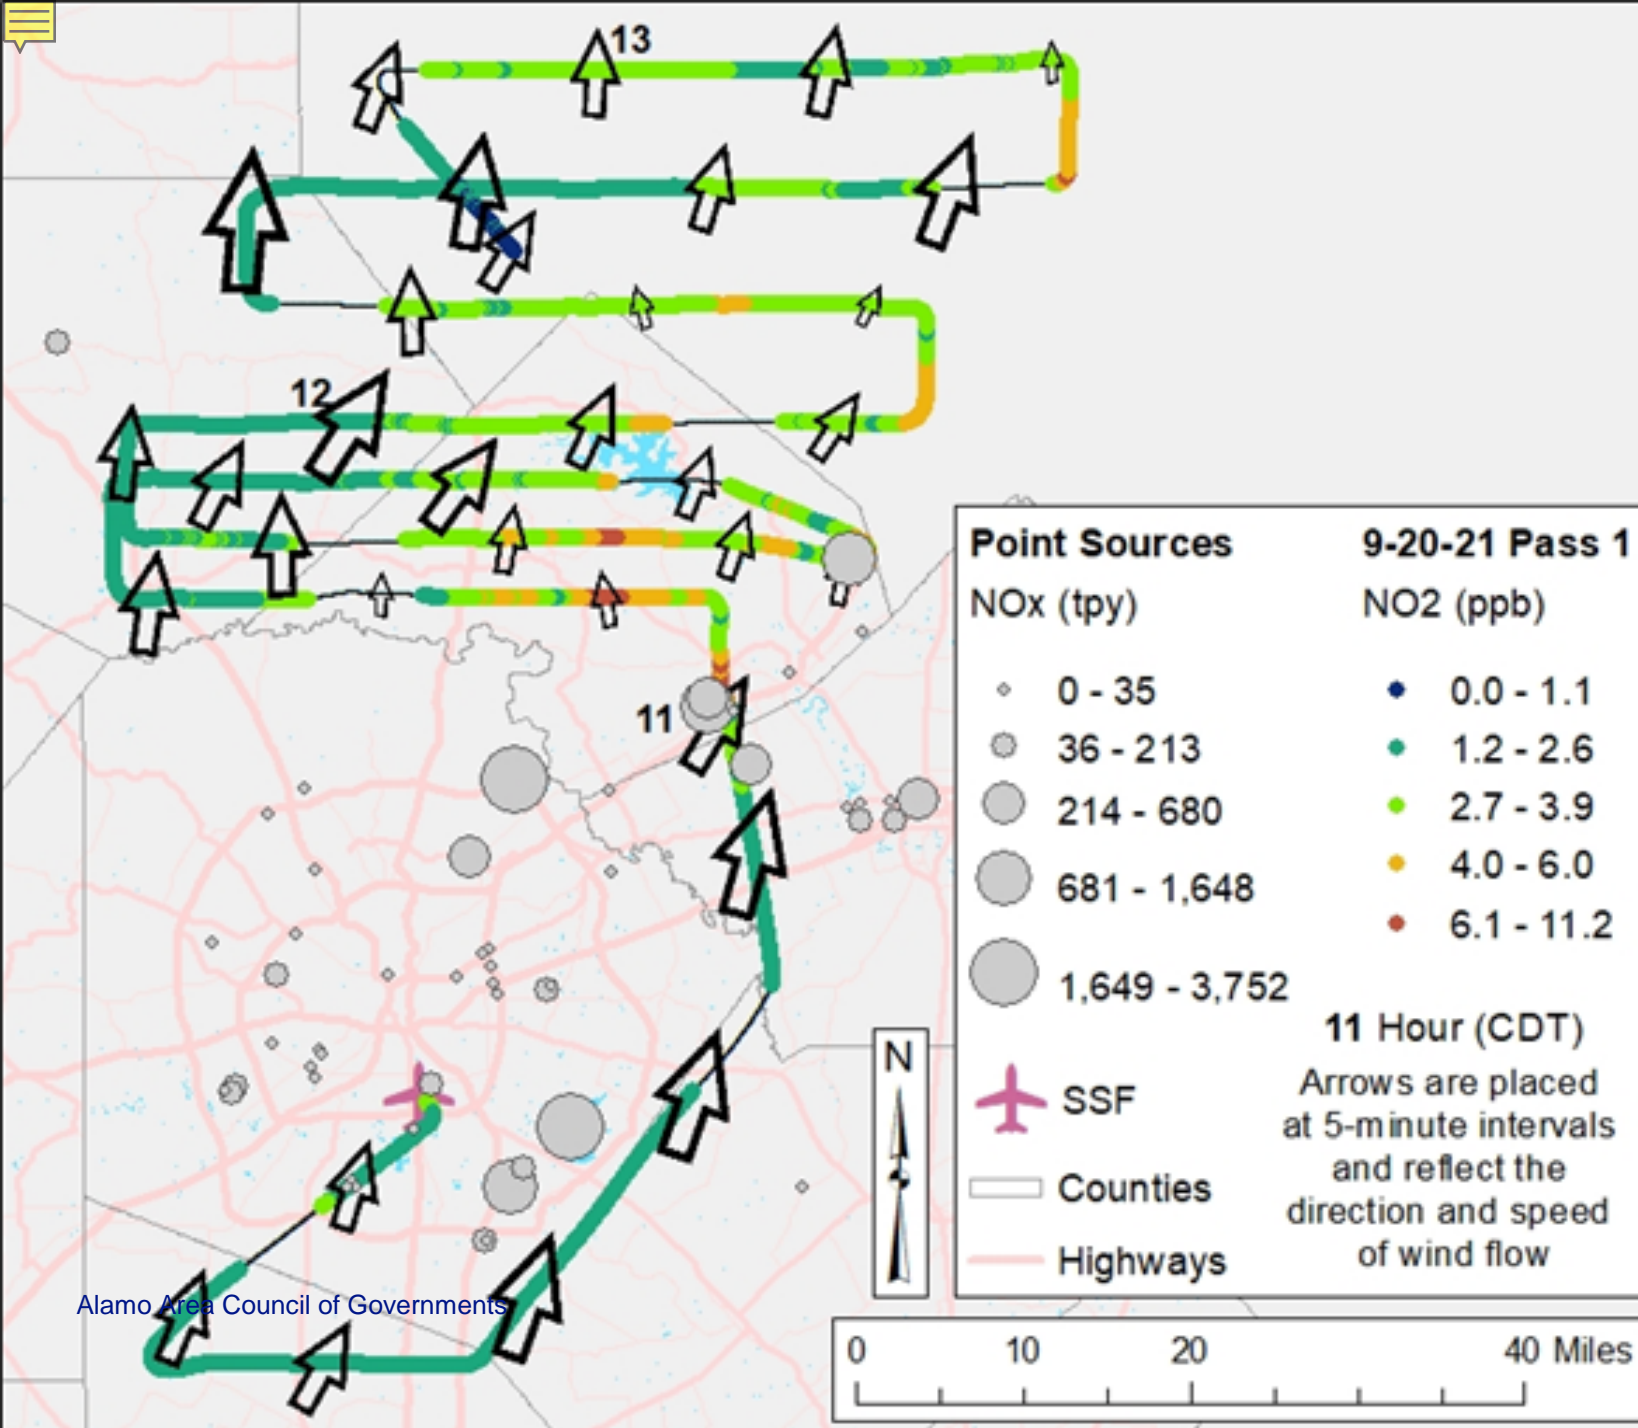 13
12
11
Point Sources
NOx (tpy)
0 - 35
36 - 213
214 - 680
681 - 1,648
1,649 - 3,752
SSF
Counties
Highways
9-20-21 Pass 1
NO2 (ppb)
0.0 - 1.1
1.2 - 2.6
2.7 - 3.9
4.0 - 6.0
6.1 - 11.2
11 Hour (CDT)
Arrows are placed
at 5-minute intervals
and reflect the
direction and speed
of wind flow
N
Alamo Area Council of Governments
0 10 20 40 Miles